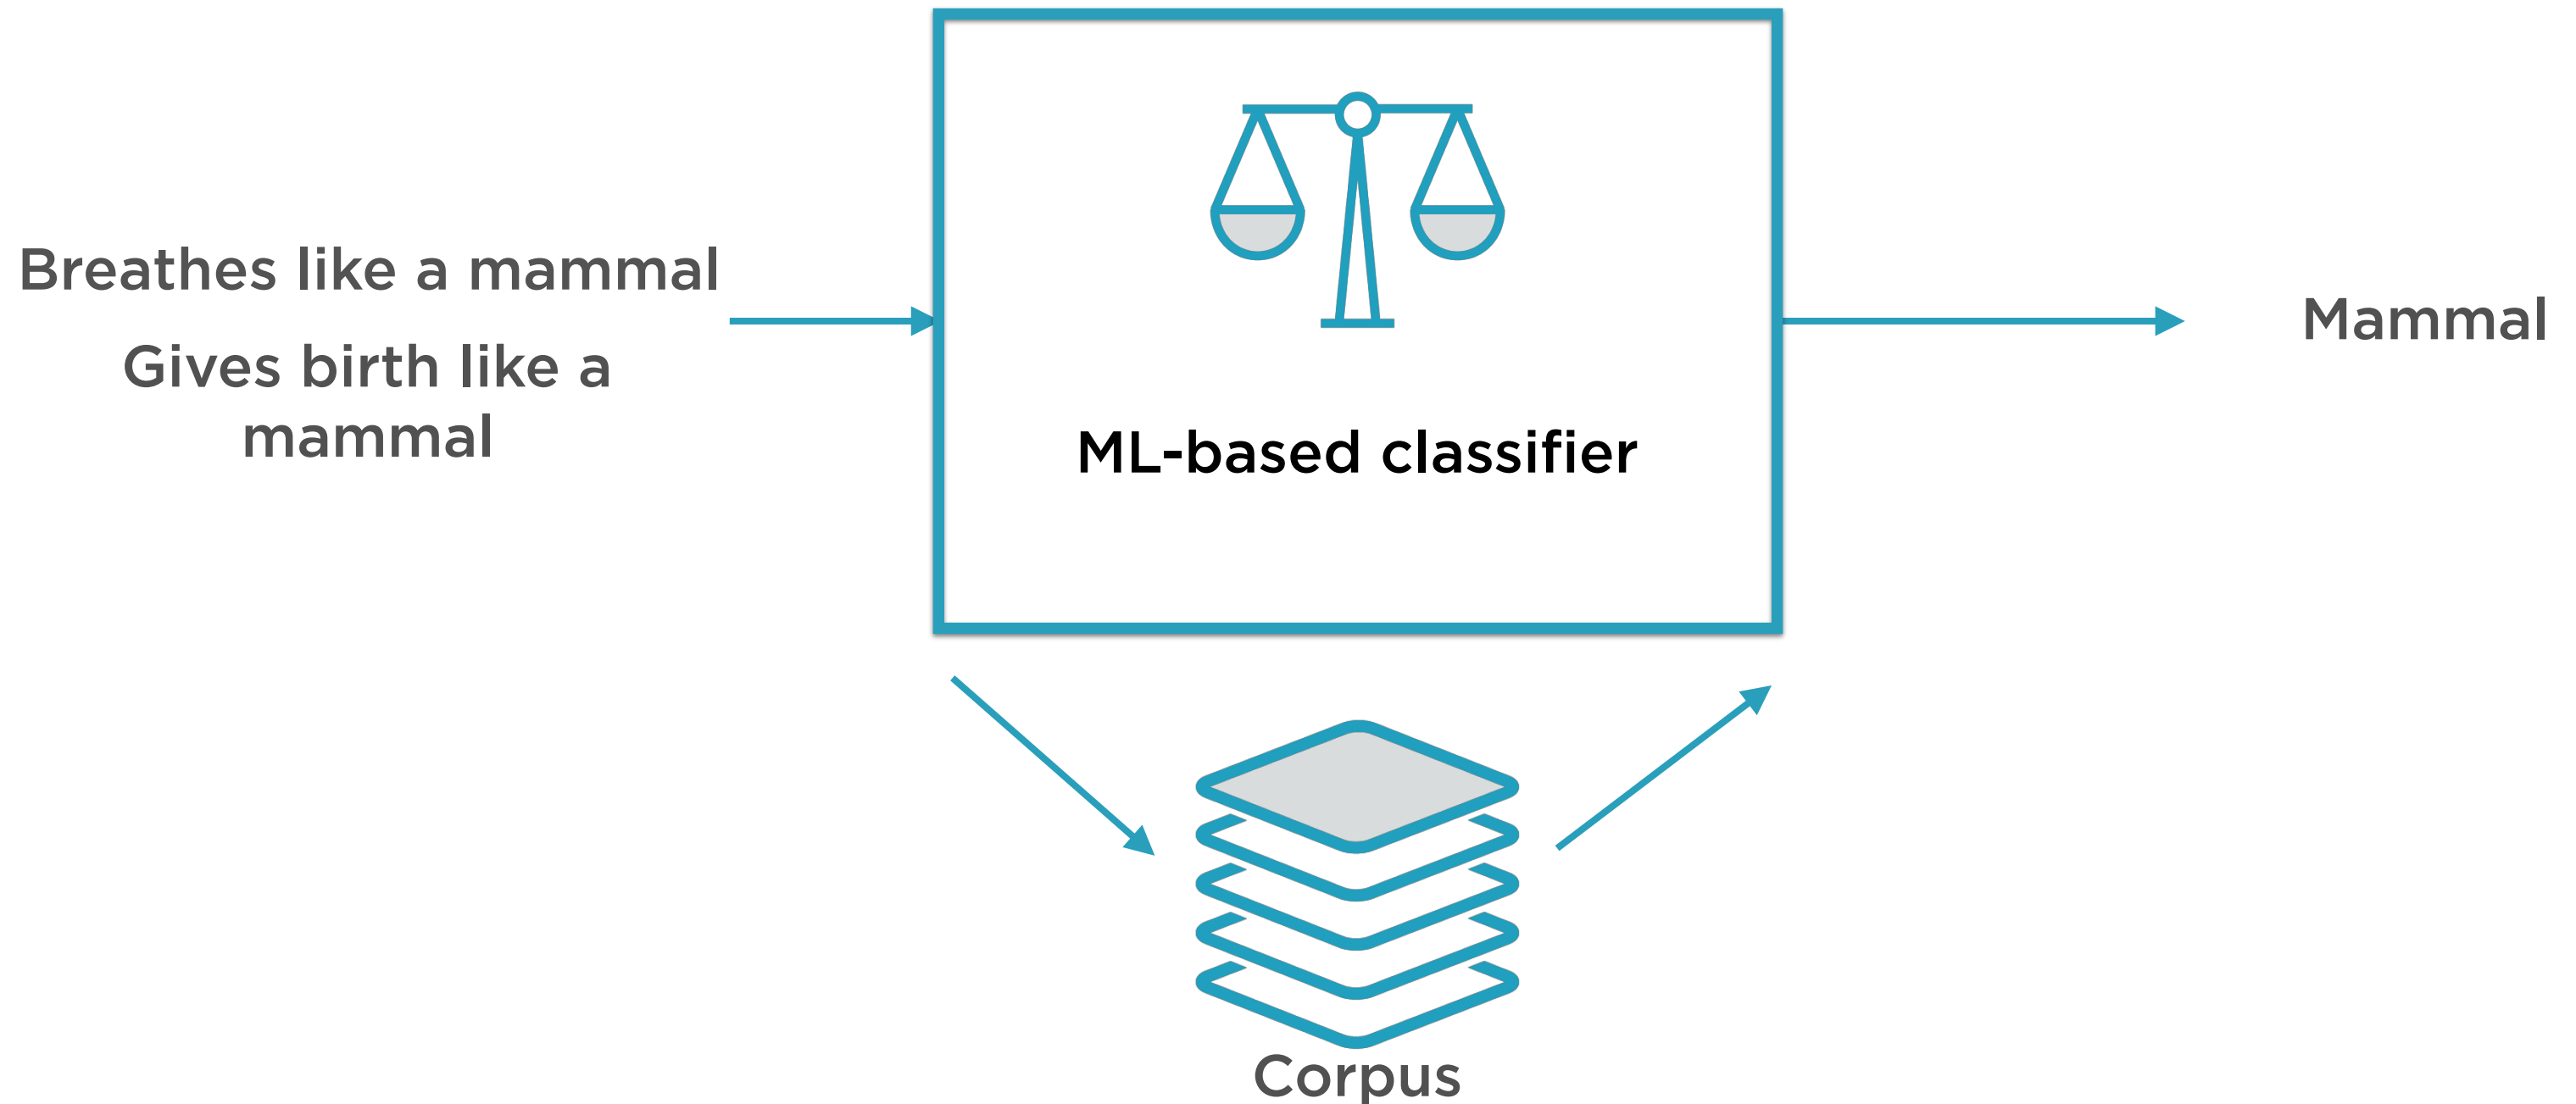 Breathes like a mammal
Gives birth like a
mammal
ML-based classifier
Mammal
Corpus